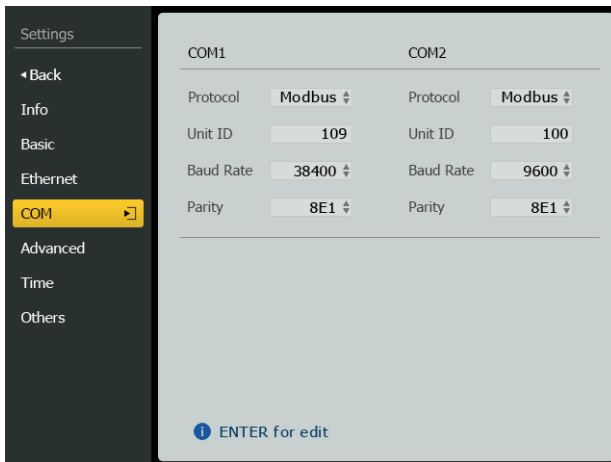 Settings
Back
Info
Basic
Ethernet
COM
Advanced
Time
Others
COM1 COM2
Protocol Modbus Protocol Modbus
Unit ID 109 Unit ID 100
Baud Rate 38400 Baud Rate 9600
Parity 8E1 Parity 8E1
ENTER for edit